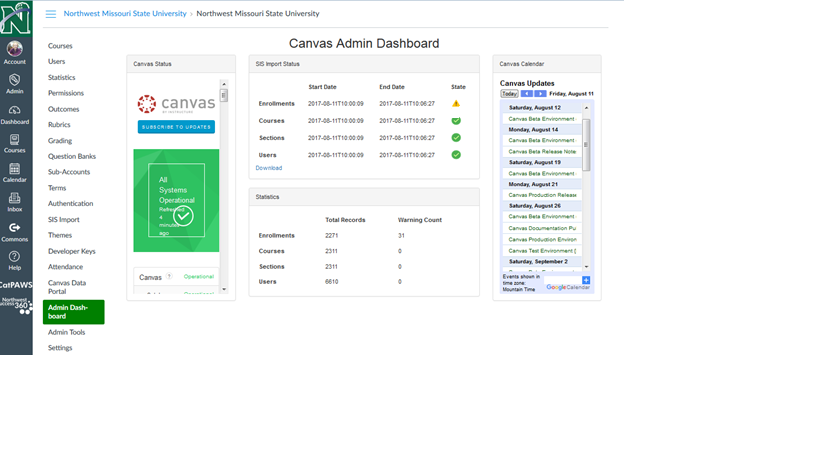 Northwest Missouri State University › Northwest Missouri State University
Account
Admin
Dashboard
Courses
Calendar
Inbox
Commons
Help
CatPAWS
Northwest
Success
360°
Courses
Users
Statistics
Permissions
Outcomes
Rubrics
Grading
Question Banks
Sub-Accounts
Terms
Authentication
SIS Import
Themes
Developer Keys
Attendance
Canvas Data
Portal
Admin Dash-
board
Admin Tools
Settings
Canvas Admin Dashboard
Canvas Status
canvas
BY INSTRUCTURE
SUBSCRIBE TO UPDATES
All
Systems
Operational
Refreshed
4
minutes
ago
Canvas ? Operational
SIS Import Status
Start Date End Date State
Enrollments 2017-08-11T10:00:09 2017-08-11T10:06:27
Courses 2017-08-11T10:00:09 2017-08-11T10:06:27
Sections 2017-08-11T10:00:09 2017-08-11T10:06:27
Users 2017-08-11T10:00:09 2017-08-11T10:06:27
Download
Statistics
Total Records Warning Count
Enrollments 2271 31
Courses 2311 0
Sections 2311 0
Users 6610 0
Canvas Calendar
Canvas Updates
Today Friday, August 11
Saturday, August 12
Canvas Beta Environment
Monday, August 14
Canvas Beta Environment
Canvas Beta Release Note
Saturday, August 19
Canvas Beta Environment
Monday, August 21
Canvas Production Release
Saturday, August 26
Canvas Beta Environment
Canvas Documentation Pu
Canvas Production Environ
Canvas Test Environment (
Saturday, September 2
Events shown in
time zone:
Mountain Time
Google Calendar